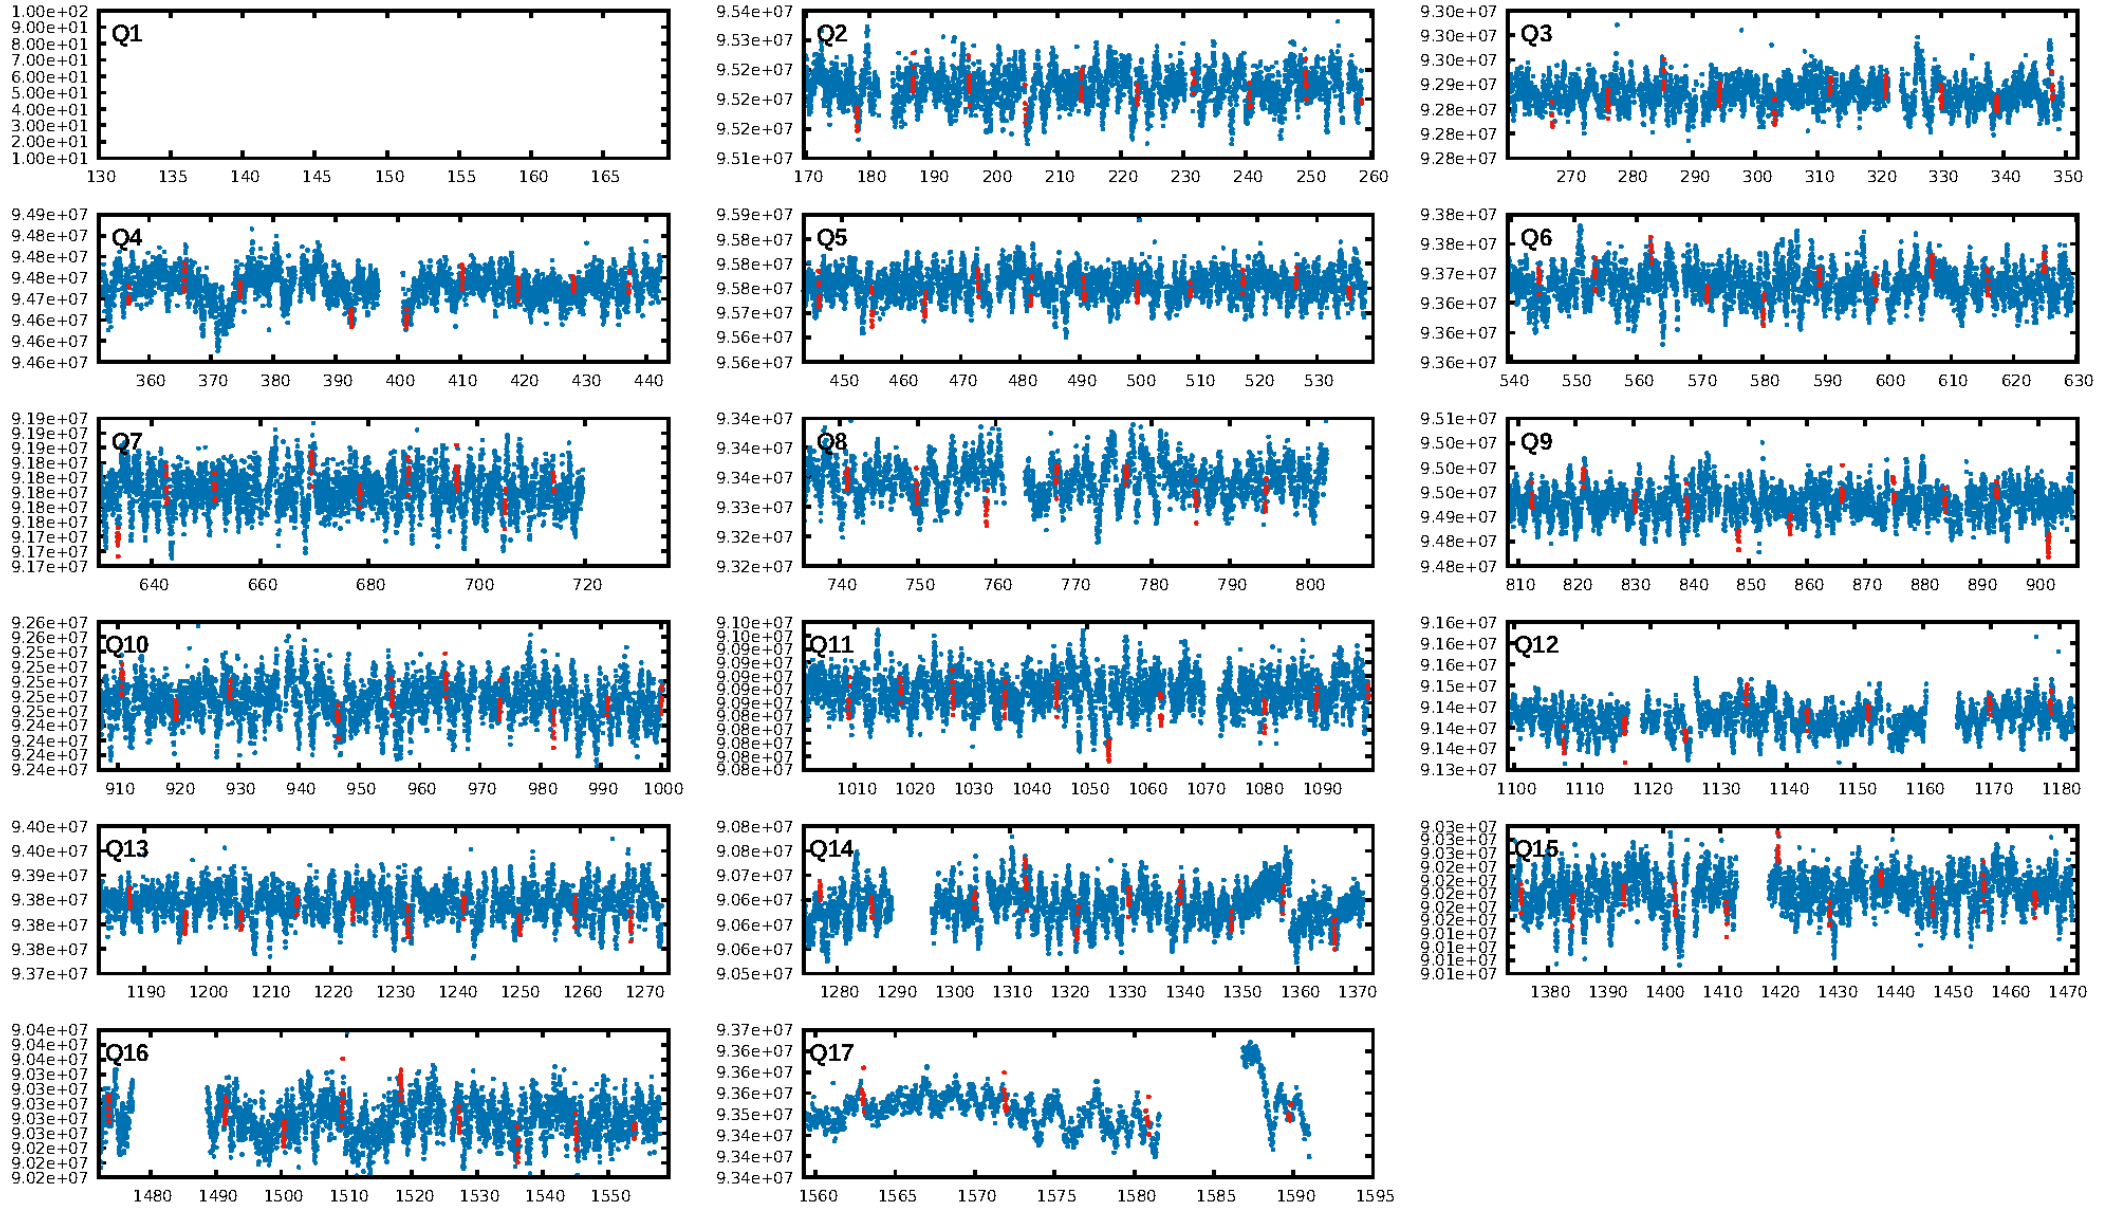 1.00e+02
9.00e+01
8.00e+01
7.00e+01
6.00e+01
5.00e+01
4.00e+01
3.00e+01
2.00e+01
1.00e+01
Q1
130 135 140 145 150 155 160 165
9.54e+07
9.53e+07
9.52e+07
9.52e+07
9.52e+07
9.51e+07
Q2
170 180 190 200 210 220 230 240 250 260
9.30e+07
9.30e+07
9.29e+07
9.29e+07
9.28e+07
9.28e+07
9.28e+07
Q3
270 280 290 300 310 320 330 340 350
9.49e+07
9.48e+07
9.48e+07
9.48e+07
9.47e+07
9.46e+07
9.46e+07
9.46e+07
Q4
360 370 380 390 400 410 420 430 440
9.59e+07
9.58e+07
9.58e+07
9.58e+07
9.57e+07
9.56e+07
9.56e+07
Q5
450 460 470 480 490 500 510 520 530
9.38e+07
9.38e+07
9.37e+07
9.36e+07
9.36e+07
9.36e+07
Q6
540 550 560 570 580 590 600 610 620 630
9.19e+07
9.19e+07
9.19e+07
9.18e+07
9.18e+07
9.18e+07
9.18e+07
9.18e+07
9.17e+07
9.17e+07
9.17e+07
Q7
640 660 680 700 720
9.34e+07
9.34e+07
9.34e+07
9.33e+07
9.32e+07
9.32e+07
Q8
740 750 760 770 780 790 800
9.51e+07
9.50e+07
9.50e+07
9.50e+07
9.49e+07
9.48e+07
9.48e+07
Q9
810 820 830 840 850 860 870 880 890 900
9.26e+07
9.26e+07
9.25e+07
9.25e+07
9.25e+07
9.25e+07
9.25e+07
9.24e+07
9.24e+07
9.24e+07
9.24e+07
Q10
910 920 930 940 950 960 970 980 990 1000
9.10e+07
9.10e+07
9.09e+07
9.09e+07
9.09e+07
9.09e+07
9.09e+07
9.08e+07
9.08e+07
9.08e+07
9.08e+07
9.08e+07
Q11
1010 1020 1030 1040 1050 1060 1070 1080 1090
9.16e+07
9.16e+07
9.16e+07
9.15e+07
9.14e+07
9.14e+07
9.14e+07
9.13e+07
Q12
1100 1110 1120 1130 1140 1150 1160 1170 1180
9.40e+07
9.40e+07
9.39e+07
9.38e+07
9.38e+07
9.38e+07
9.37e+07
Q13
1190 1200 1210 1220 1230 1240 1250 1260 1270
9.08e+07
9.08e+07
9.07e+07
9.06e+07
9.06e+07
9.06e+07
9.05e+07
Q14
1280 1290 1300 1310 1320 1330 1340 1350 1360 1370
9.03e+07
9.03e+07
9.03e+07
9.02e+07
9.02e+07
9.02e+07
9.02e+07
9.02e+07
9.01e+07
9.01e+07
9.01e+07
9.01e+07
Q15
1380 1390 1400 1410 1420 1430 1440 1450 1460 1470
9.04e+07
9.04e+07
9.04e+07
9.03e+07
9.03e+07
9.03e+07
9.03e+07
9.03e+07
9.02e+07
9.02e+07
9.02e+07
Q16
1480 1490 1500 1510 1520 1530 1540 1550
9.37e+07
9.36e+07
9.36e+07
9.35e+07
9.34e+07
9.34e+07
9.34e+07
Q17
1560 1565 1570 1575 1580 1585 1590 1595